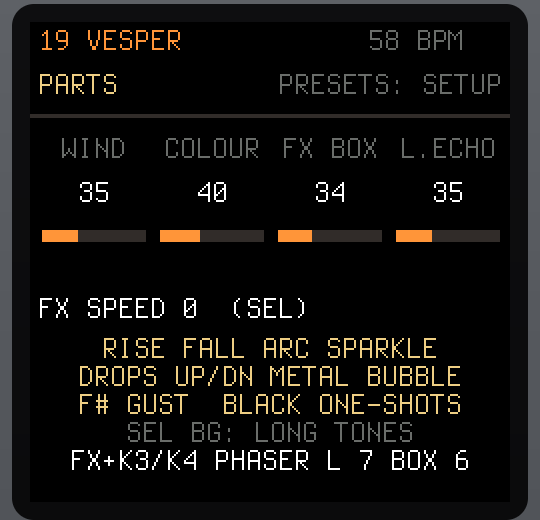 19 VESPER 58 BPM
PARTS PRESETS: SETUP
WIND COLOUR FX BOX L.ECHO
35 40 34 35
FX SPEED 0 (SEL)
RISE FALL ARC SPARKLE
DROPS UP/DN METAL BUBBLE
F# GUST BLACK ONE-SHOTS
SEL BG: LONG TONES
FX+K3/K4 PHASER L 7 BOX 6